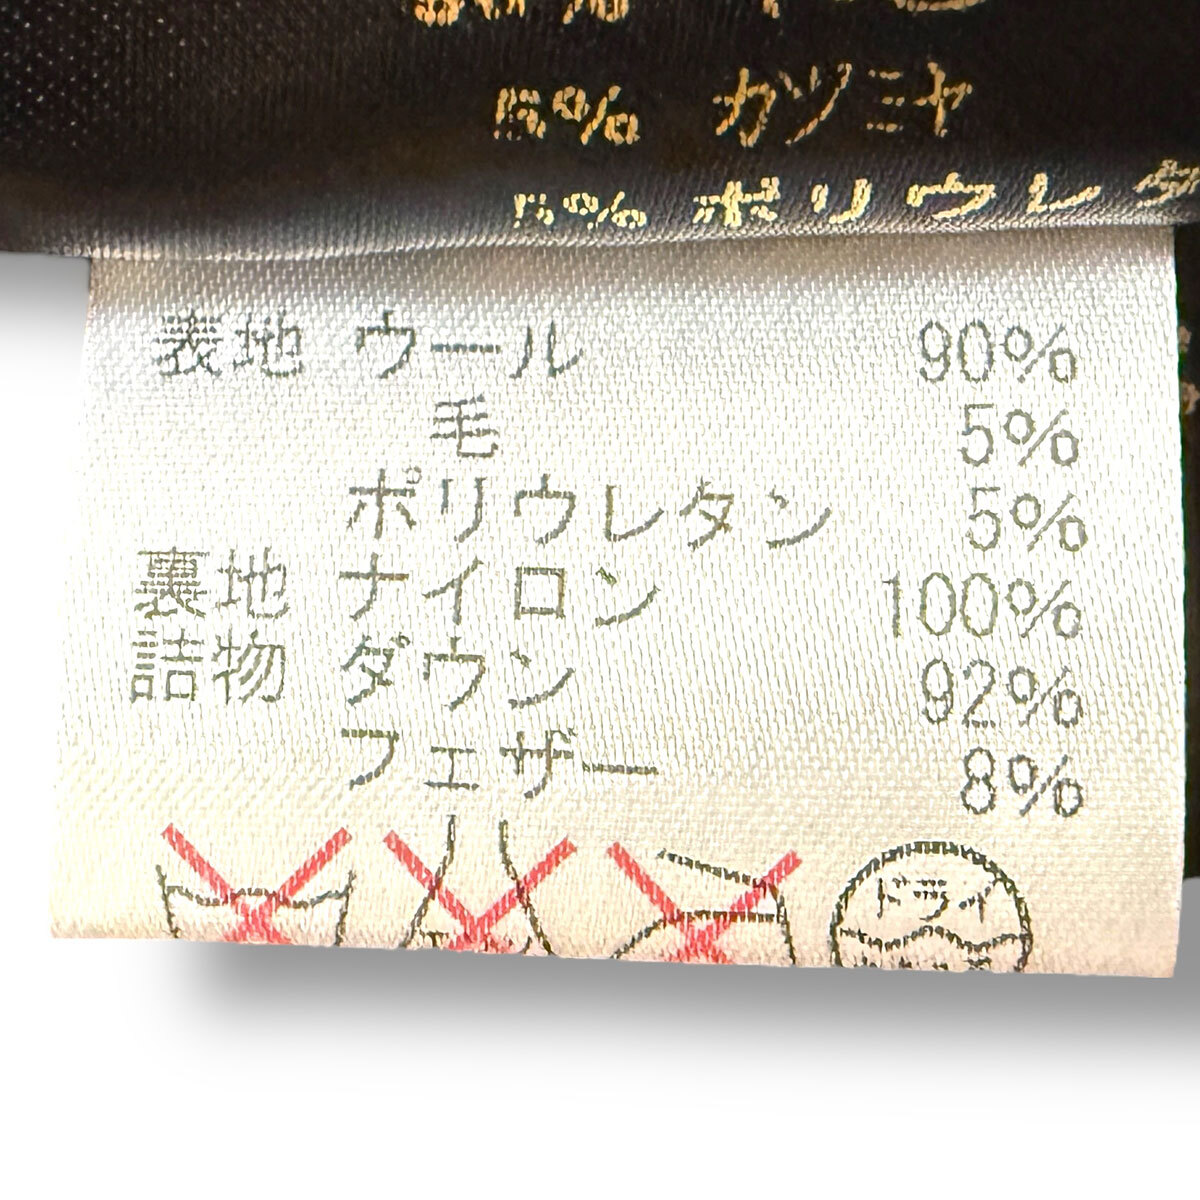 5% カツミヤ
5% ポリウレタ
表地 ウール 90%
毛 5%
ポリウレタン 5%
裏地 ナイロン 100%
詰物 ダウン 92%
フェザー 8%
ドライ